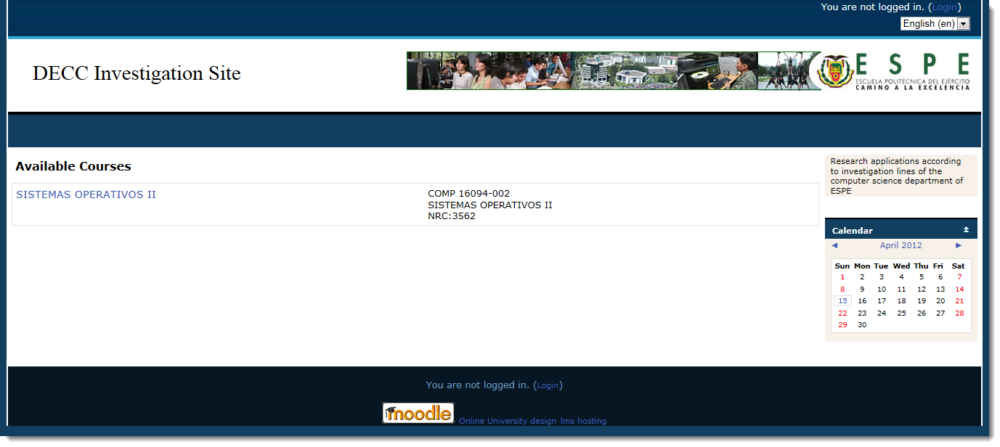 You are not logged in. (Login)
English (en)
DECC Investigation Site
E S P E
ESCUELA POLITÉCNICA DEL EJÉRCITO
CAMINO A LA EXCELENCIA
Available Courses
SISTEMAS OPERATIVOS II
COMP 16094-002
SISTEMAS OPERATIVOS II
NRC:3562
Research applications according
to investigation lines of the
computer science department of
ESPE
Calendar
◄ April 2012 ►
Sun Mon Tue Wed Thu Fri Sat
1 2 3 4 5 6 7
8 9 10 11 12 13 14
15 16 17 18 19 20 21
22 23 24 25 26 27 28
29 30
You are not logged in. (Login)
moodle Online University design lms hosting